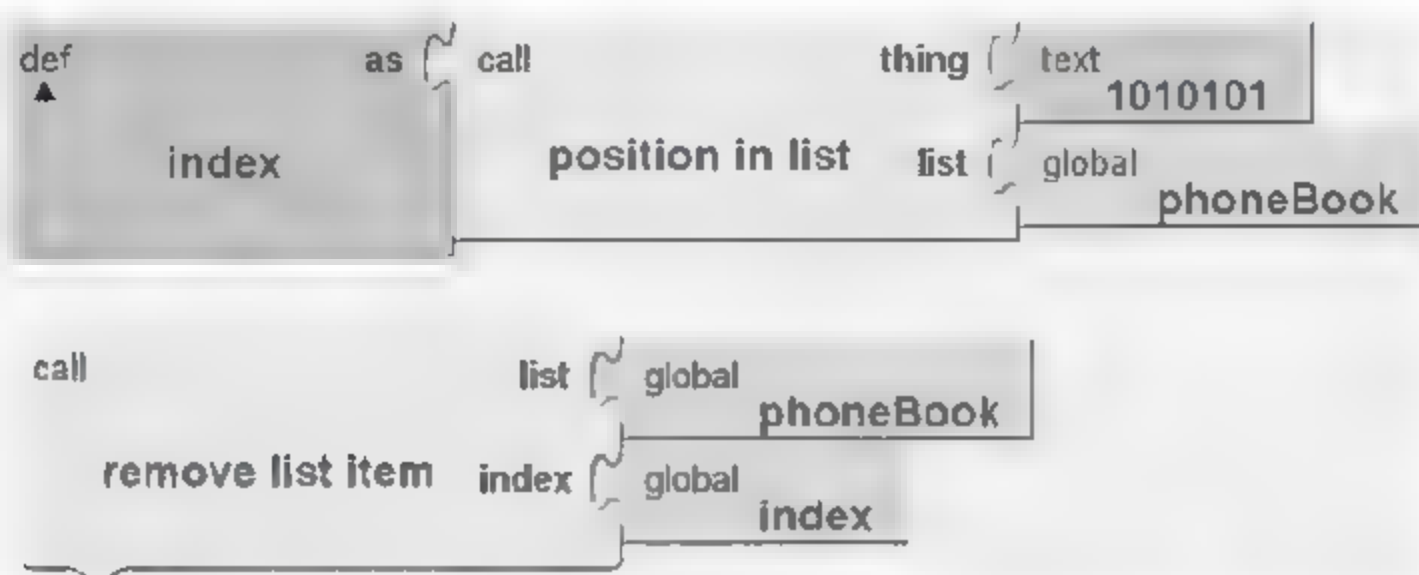 def as call thing text
1010101
index position in list list global
phoneBook
call list global
phoneBook
remove list item index global
index